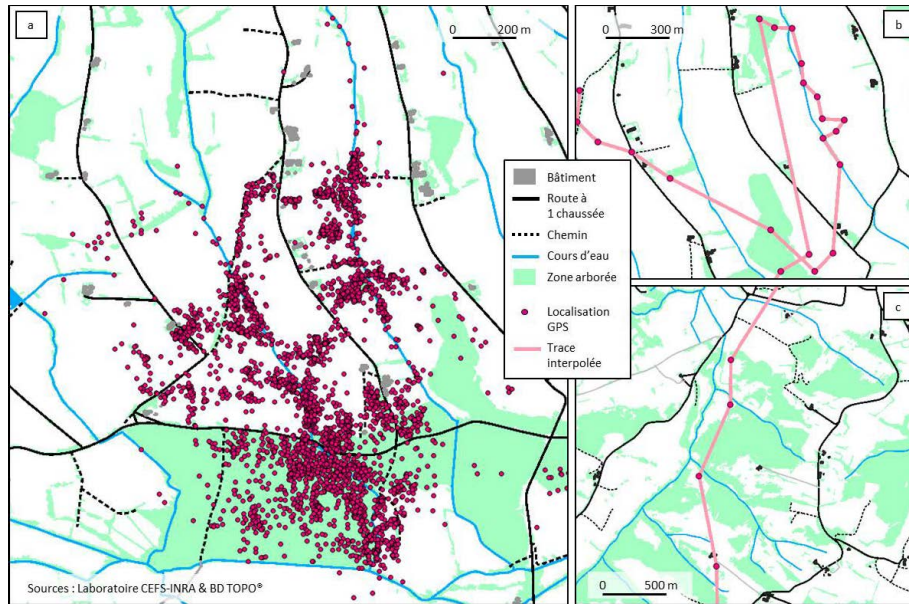 a
0 200 m
0 300 m
b
Bâtiment
Route à
1 chaussée
Chemin
Cours d'eau
Zone arborée
Localisation
GPS
Trace
interpolée
c
0 500 m
Sources : Laboratoire CEFS-INRA & BD TOPO®